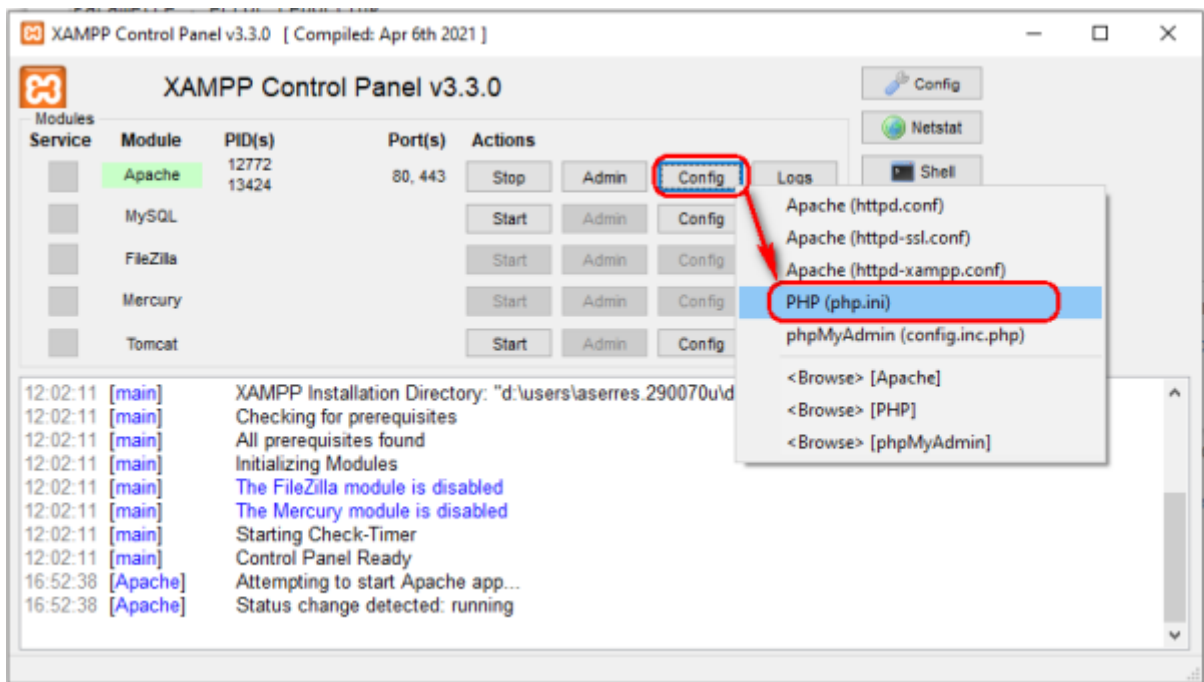 XAMPP Control Panel v3.3.0 [ Compiled: Apr 6th 2021 ]
XAMPP Control Panel v3.3.0
Config
Netstat
Shell
Modules
Service Module PID(s) Port(s) Actions
Apache 12772 13424 80, 443 Stop Admin Config Logs
MySQL Start Admin Config
FileZilla Start Admin Config
Mercury Start Admin Config
Tomcat Start Admin Config
Apache (httpd.conf)
Apache (httpd-ssl.conf)
Apache (httpd-xampp.conf)
PHP (php.ini)
phpMyAdmin (config.inc.php)
<Browse> [Apache]
<Browse> [PHP]
<Browse> [phpMyAdmin]
12:02:11 [main] XAMPP Installation Directory: "d:\users\aserres.290070u\d
12:02:11 [main] Checking for prerequisites
12:02:11 [main] All prerequisites found
12:02:11 [main] Initializing Modules
12:02:11 [main] The FileZilla module is disabled
12:02:11 [main] The Mercury module is disabled
12:02:11 [main] Starting Check-Timer
12:02:11 [main] Control Panel Ready
16:52:38 [Apache] Attempting to start Apache app...
16:52:38 [Apache] Status change detected: running